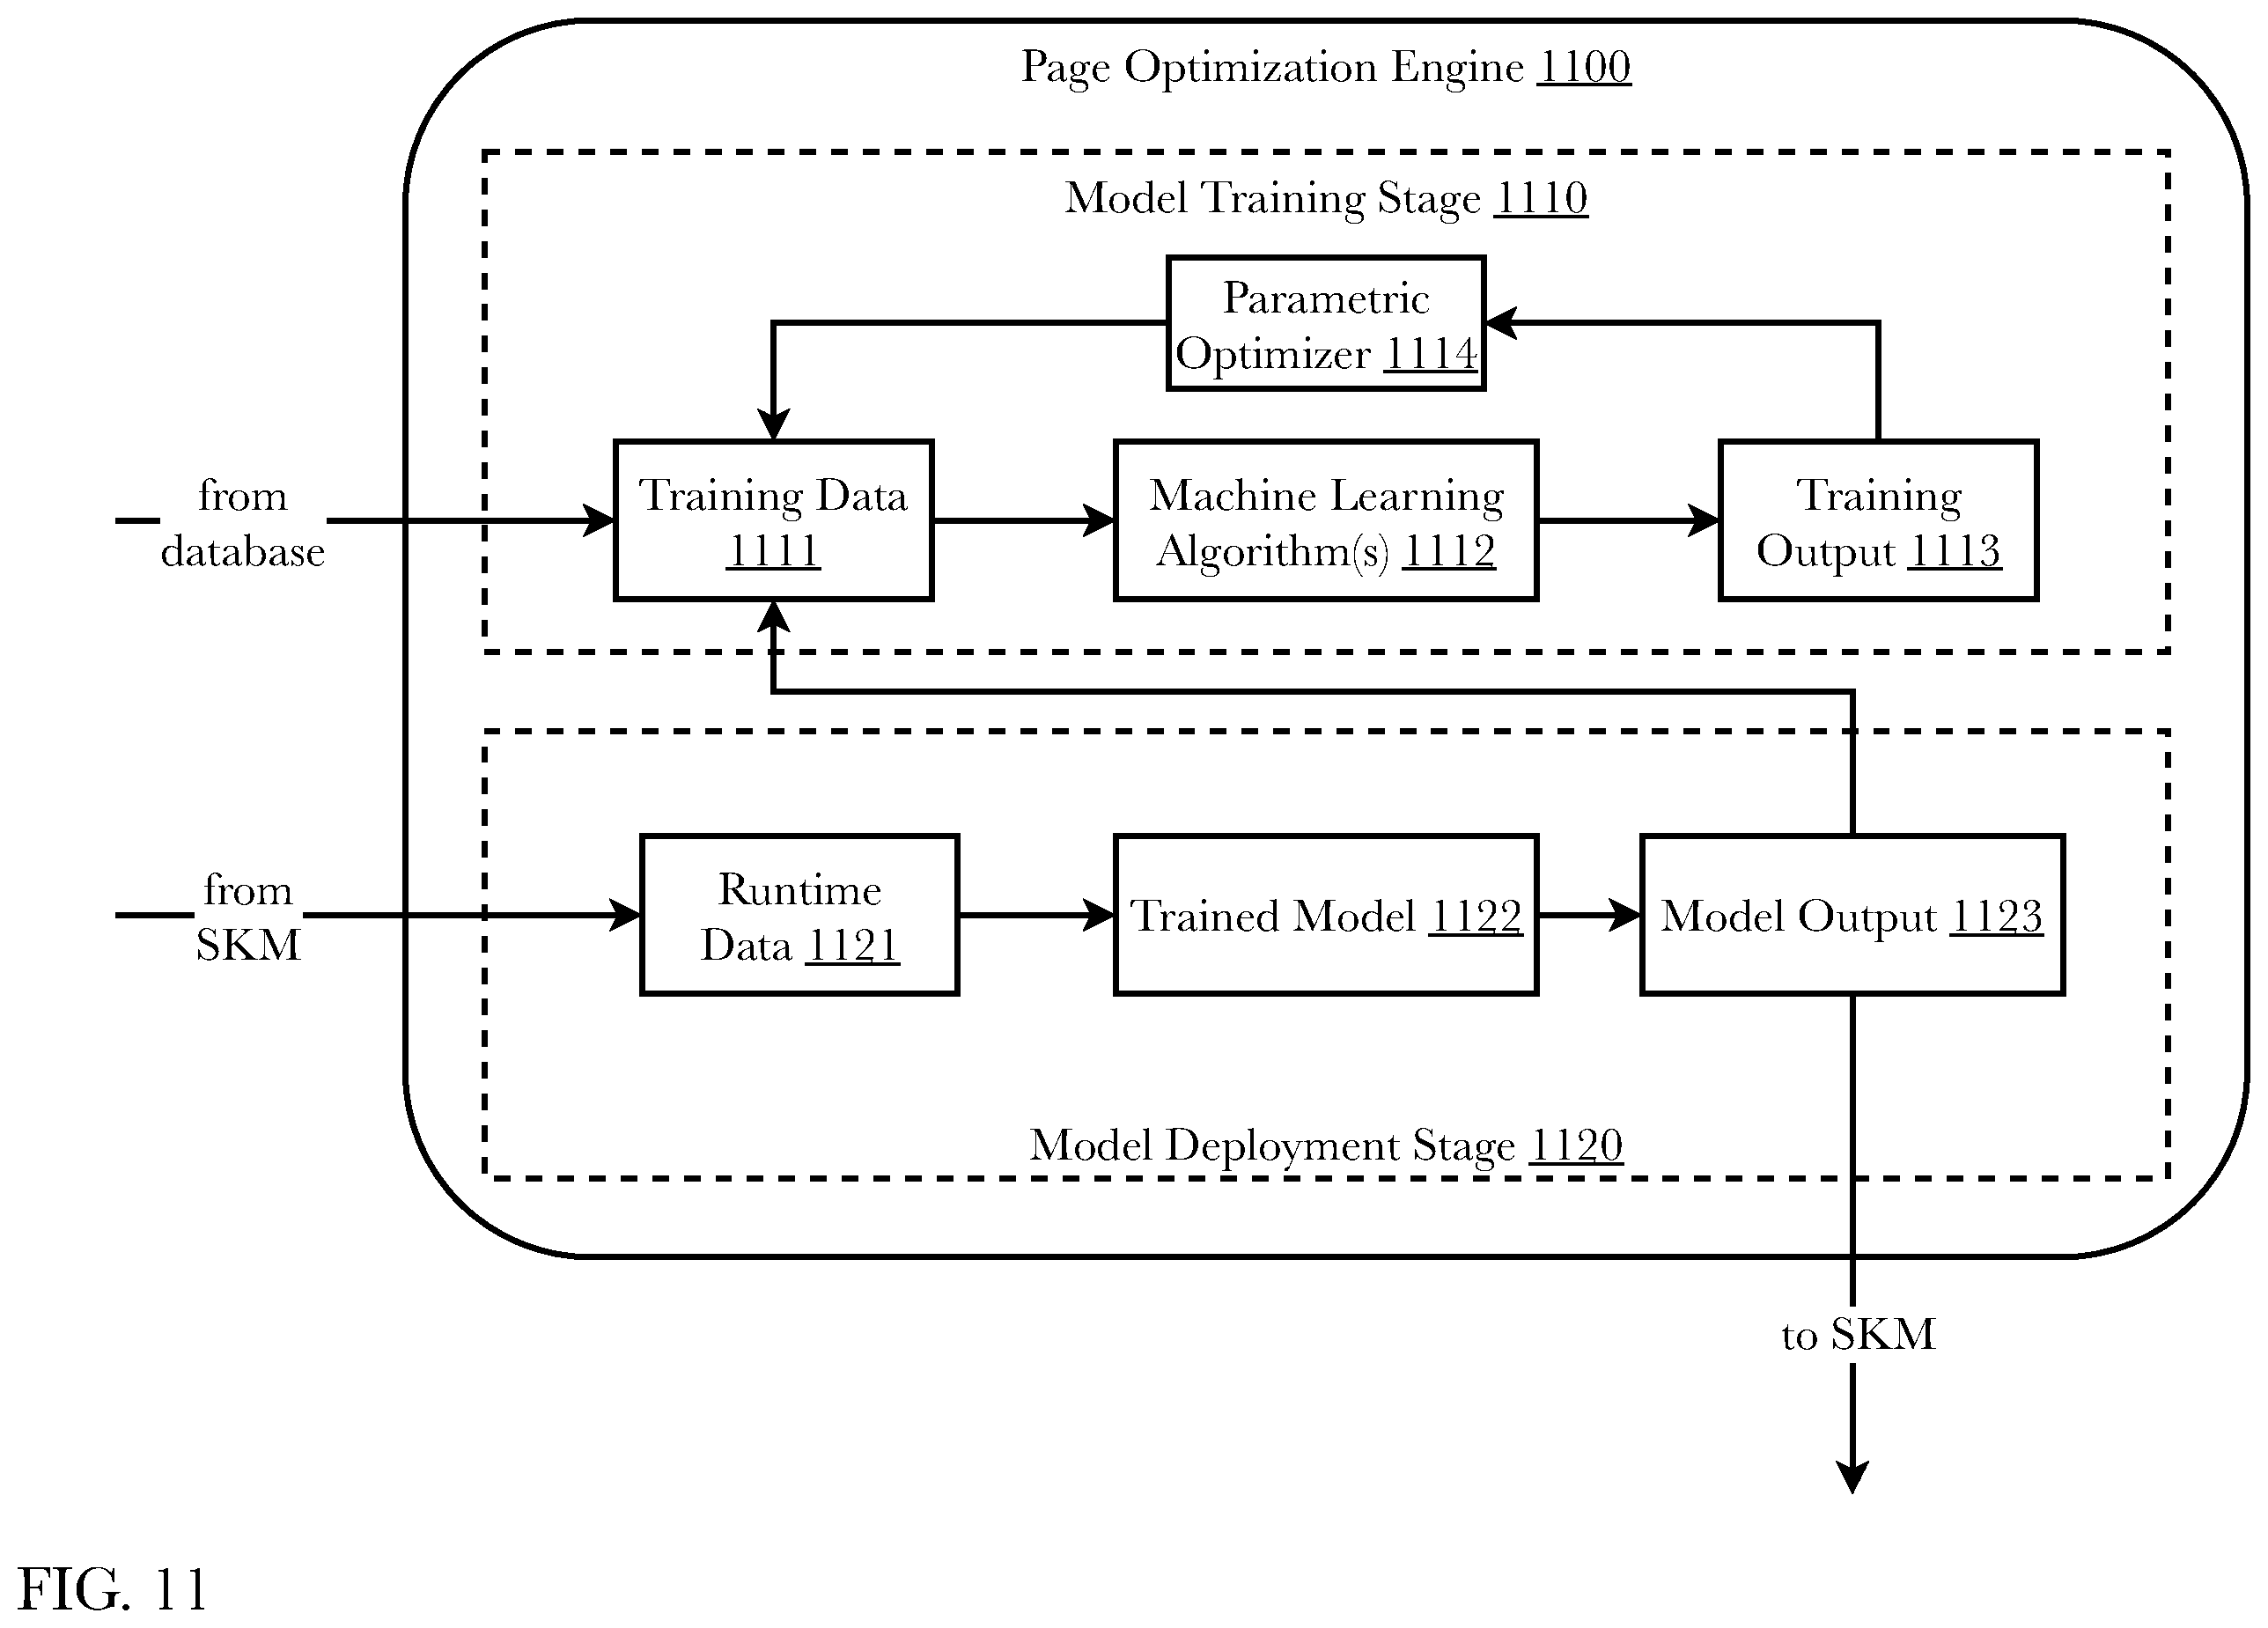 Page Optimization Engine 1100
Model Training Stage 1110
Parametric
Optimizer 1114
from
database
Training Data
1111
Machine Learning
Algorithm(s) 1112
Training
Output 1113
from
SKM
Runtime
Data 1121
Trained Model 1122
Model Output 1123
Model Deployment Stage 1120
to SKM
FIG. 11